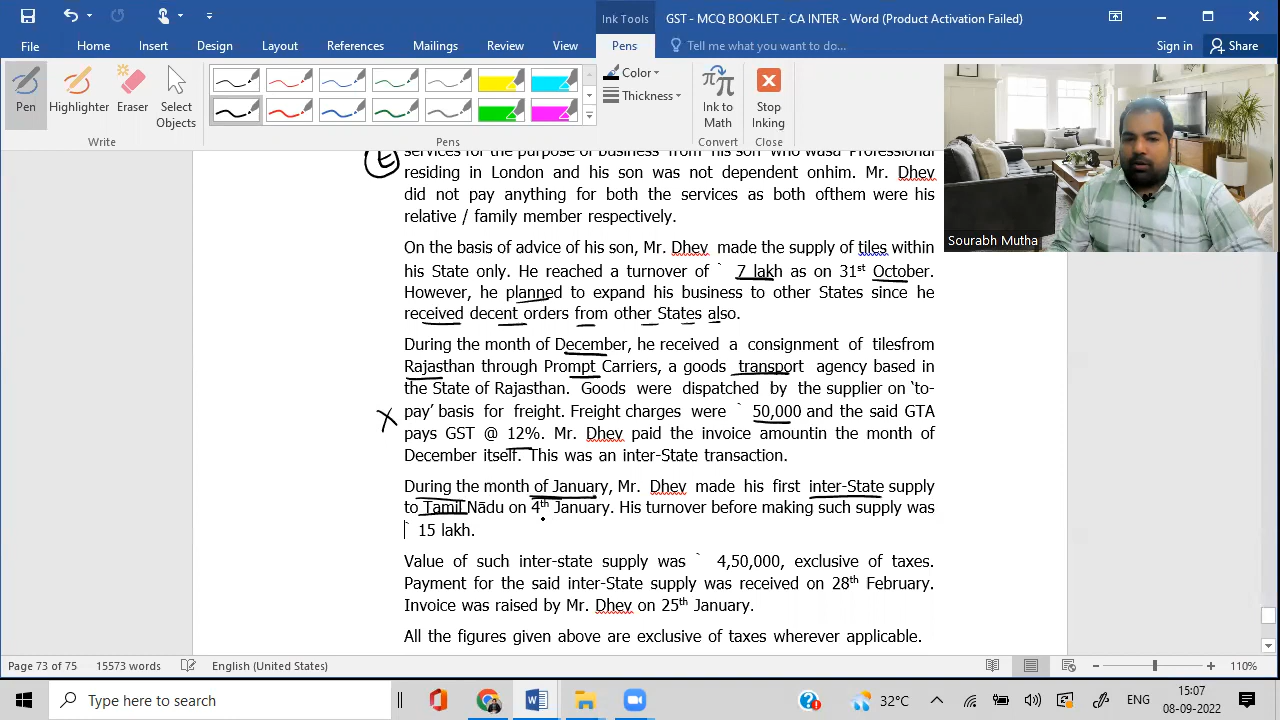 GST - MCQ BOOKLET - CA INTER - Word (Product Activation Failed)
Ink Tools
File Home Insert Design Layout References Mailings Review View Pens Tell me what you want to do... Sign in Share
Pen Highlighter Eraser Select Objects
Color
Thickness
Ink to Math
Stop Inking
Write Pens Convert Close
Sourabh Mutha
E
services for the purpose of business from his son who wasa Professional
residing in London and his son was not dependent onhim. Mr. Dhev
did not pay anything for both the services as both ofthem were his
relative / family member respectively.
On the basis of advice of his son, Mr. Dhev made the supply of tiles within
his State only. He reached a turnover of ` 7 lakh as on 31st October.
However, he planned to expand his business to other States since he
received decent orders from other States also.
During the month of December, he received a consignment of tilesfrom
Rajasthan through Prompt Carriers, a goods transport agency based in
the State of Rajasthan. Goods were dispatched by the supplier on ‘to-
pay’ basis for freight. Freight charges were ` 50,000 and the said GTA
X
pays GST @ 12%. Mr. Dhev paid the invoice amountin the month of
December itself. This was an inter-State transaction.
During the month of January, Mr. Dhev made his first inter-State supply
to Tamil Nādu on 4th January. His turnover before making such supply was
` 15 lakh.
Value of such inter-state supply was ` 4,50,000, exclusive of taxes.
Payment for the said inter-State supply was received on 28th February.
Invoice was raised by Mr. Dhev on 25th January.
All the figures given above are exclusive of taxes wherever applicable.
Page 73 of 75 15573 words English (United States) 110%
Type here to search 32°C ENG 15:07
08-09-2022